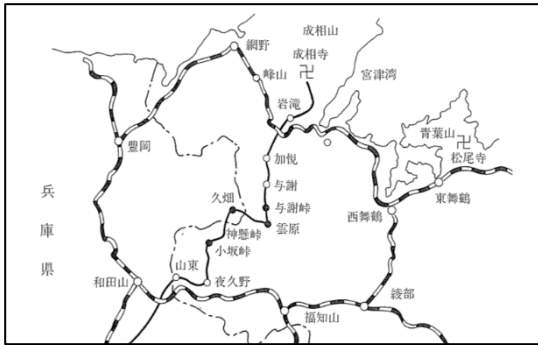 成相山
網野
成相寺
宮津湾
峰山
岩滝
青葉山
松尾寺
豊岡
加悦
東舞鶴
与謝
兵庫県
久畑
西舞鶴
与謝峠
神懸峠
雲原
小坂峠
山東
和田山
夜久野
綾部
福知山